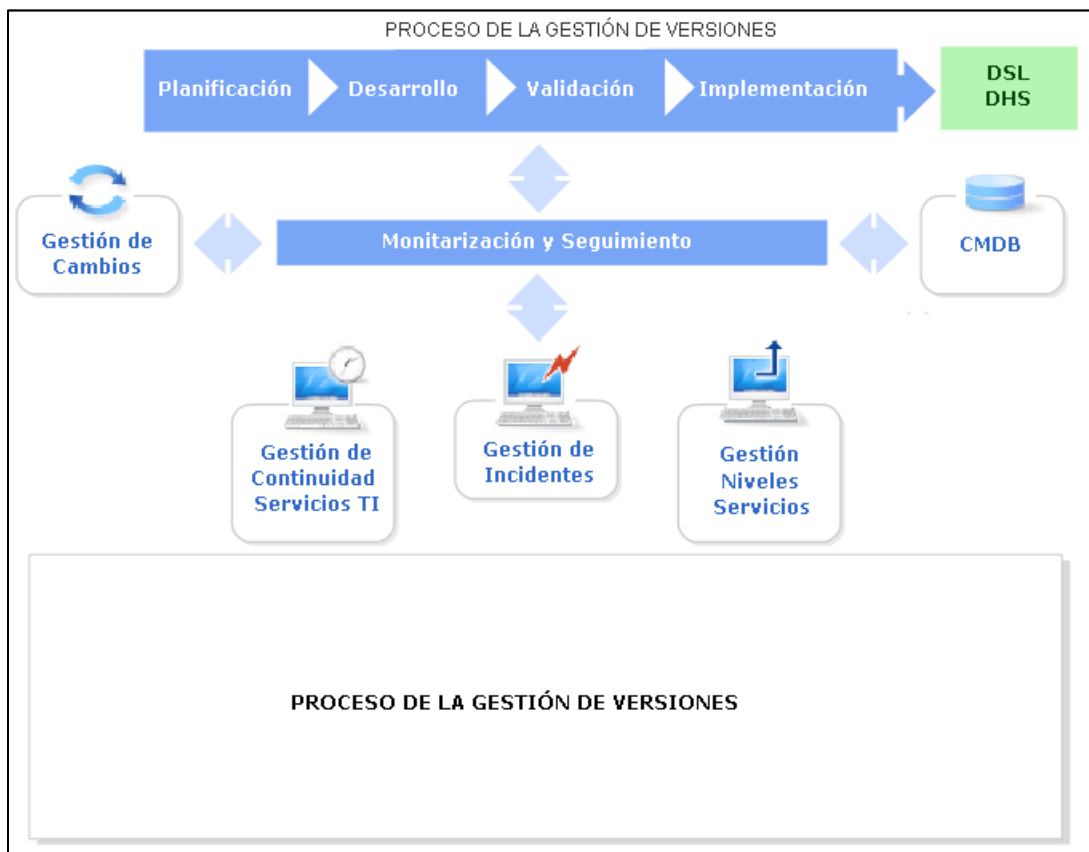 PROCESO DE LA GESTIÓN DE VERSIONES
Planificación
Desarrollo
Validación
Implementación
DSL
DHS
Gestión de
Cambios
Monitarización y Seguimiento
CMDB
Gestión de
Continuidad
Servicios TI
Gestión de
Incidentes
Gestión
Niveles
Servicios
PROCESO DE LA GESTIÓN DE VERSIONES